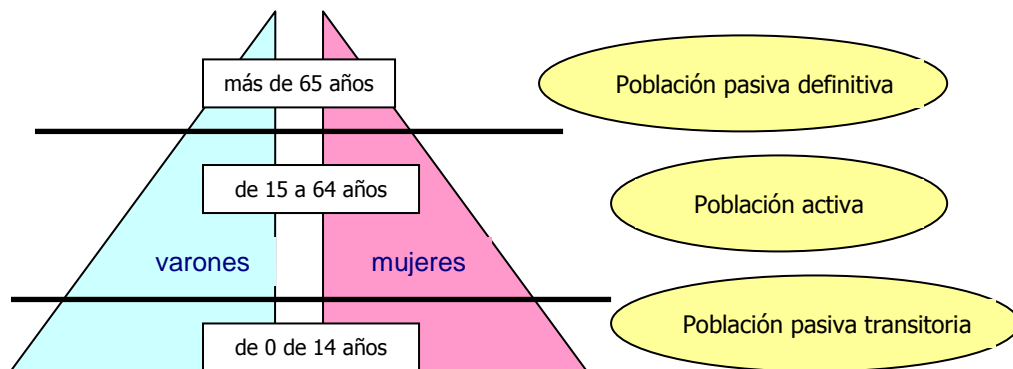 más de 65 años
Población pasiva definitiva
de 15 a 64 años
Población activa
varones
mujeres
Población pasiva transitoria
de 0 de 14 años